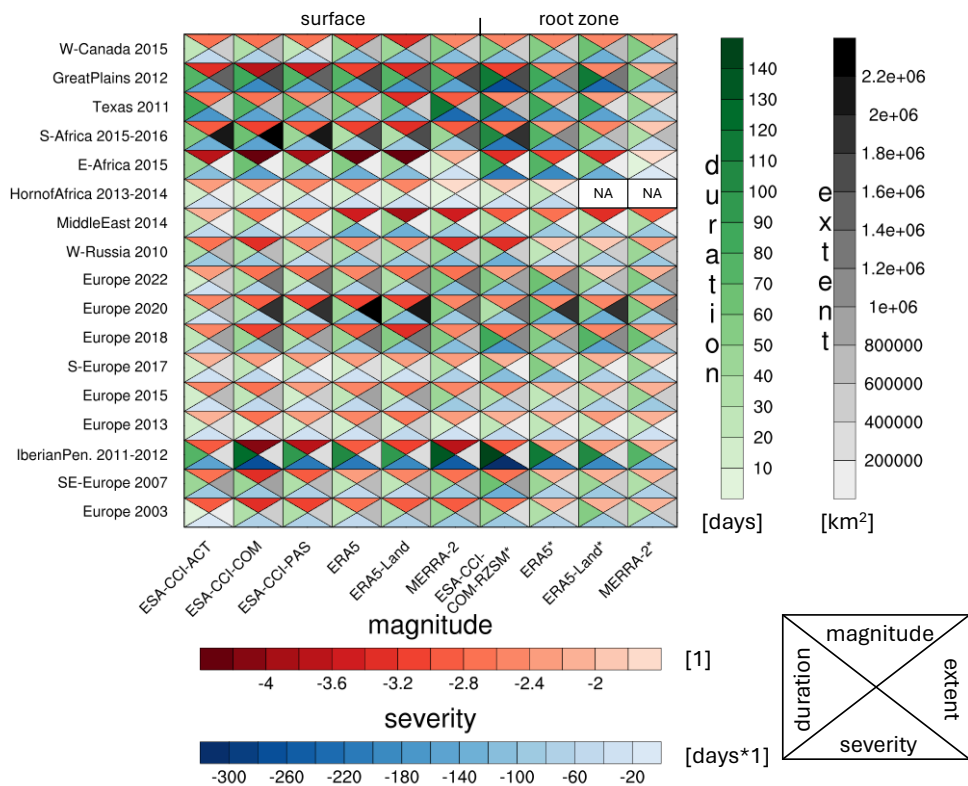 surface root zone
W-Canada 2015
GreatPlains 2012
Texas 2011
S-Africa 2015-2016
E-Africa 2015
HornofAfrica 2013-2014
NA NA
MiddleEast 2014
W-Russia 2010
Europe 2022
Europe 2020
Europe 2018
S-Europe 2017
Europe 2015
Europe 2013
IberianPen. 2011-2012
SE-Europe 2007
Europe 2003
ESA-CCI-ACT
ESA-CCI-COM
ESA-CCI-PAS
ERA5
ERA5-Land
MERRA-2
ESA-CCI-
COM-RZSM*
ERA5*
ERA5-Land*
MERRA-2*
140
130
120
110
100
90
80
70
60
50
40
30
20
10
duration
[days]
2.2e+06
2e+06
1.8e+06
1.6e+06
1.4e+06
1.2e+06
1e+06
800000
600000
400000
200000
extent
[km²]
magnitude
[1]
-4 -3.6 -3.2 -2.8 -2.4 -2
severity
[days*1]
-300 -260 -220 -180 -140 -100 -60 -20
magnitude
duration
extent
severity